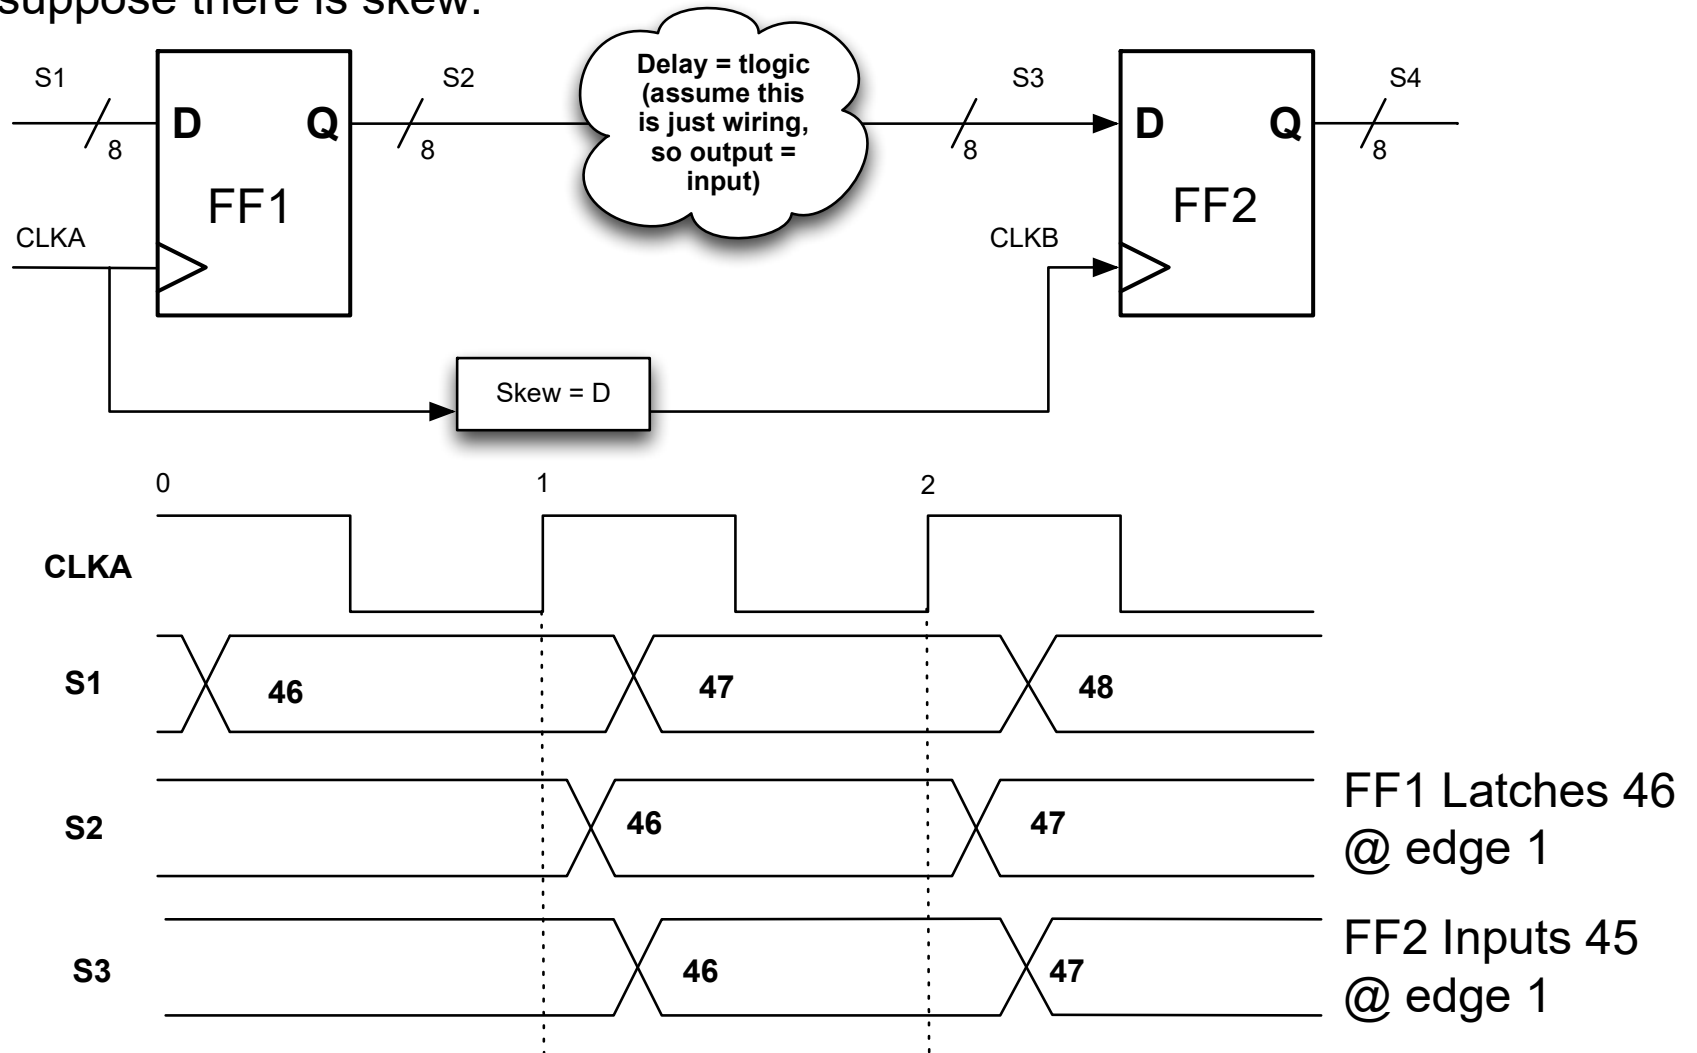 suppose there is skew.
S1
S2
Delay = tlogic
(assume this
is just wiring,
so output =
input)
S3
S4
D
Q
D
Q
8
8
8
8
FF1
FF2
CLKA
CLKB
Skew = D
0
1
2
CLKA
S1
46
47
48
S2
46
47
FF1 Latches 46
@ edge 1
S3
46
47
FF2 Inputs 45
@ edge 1